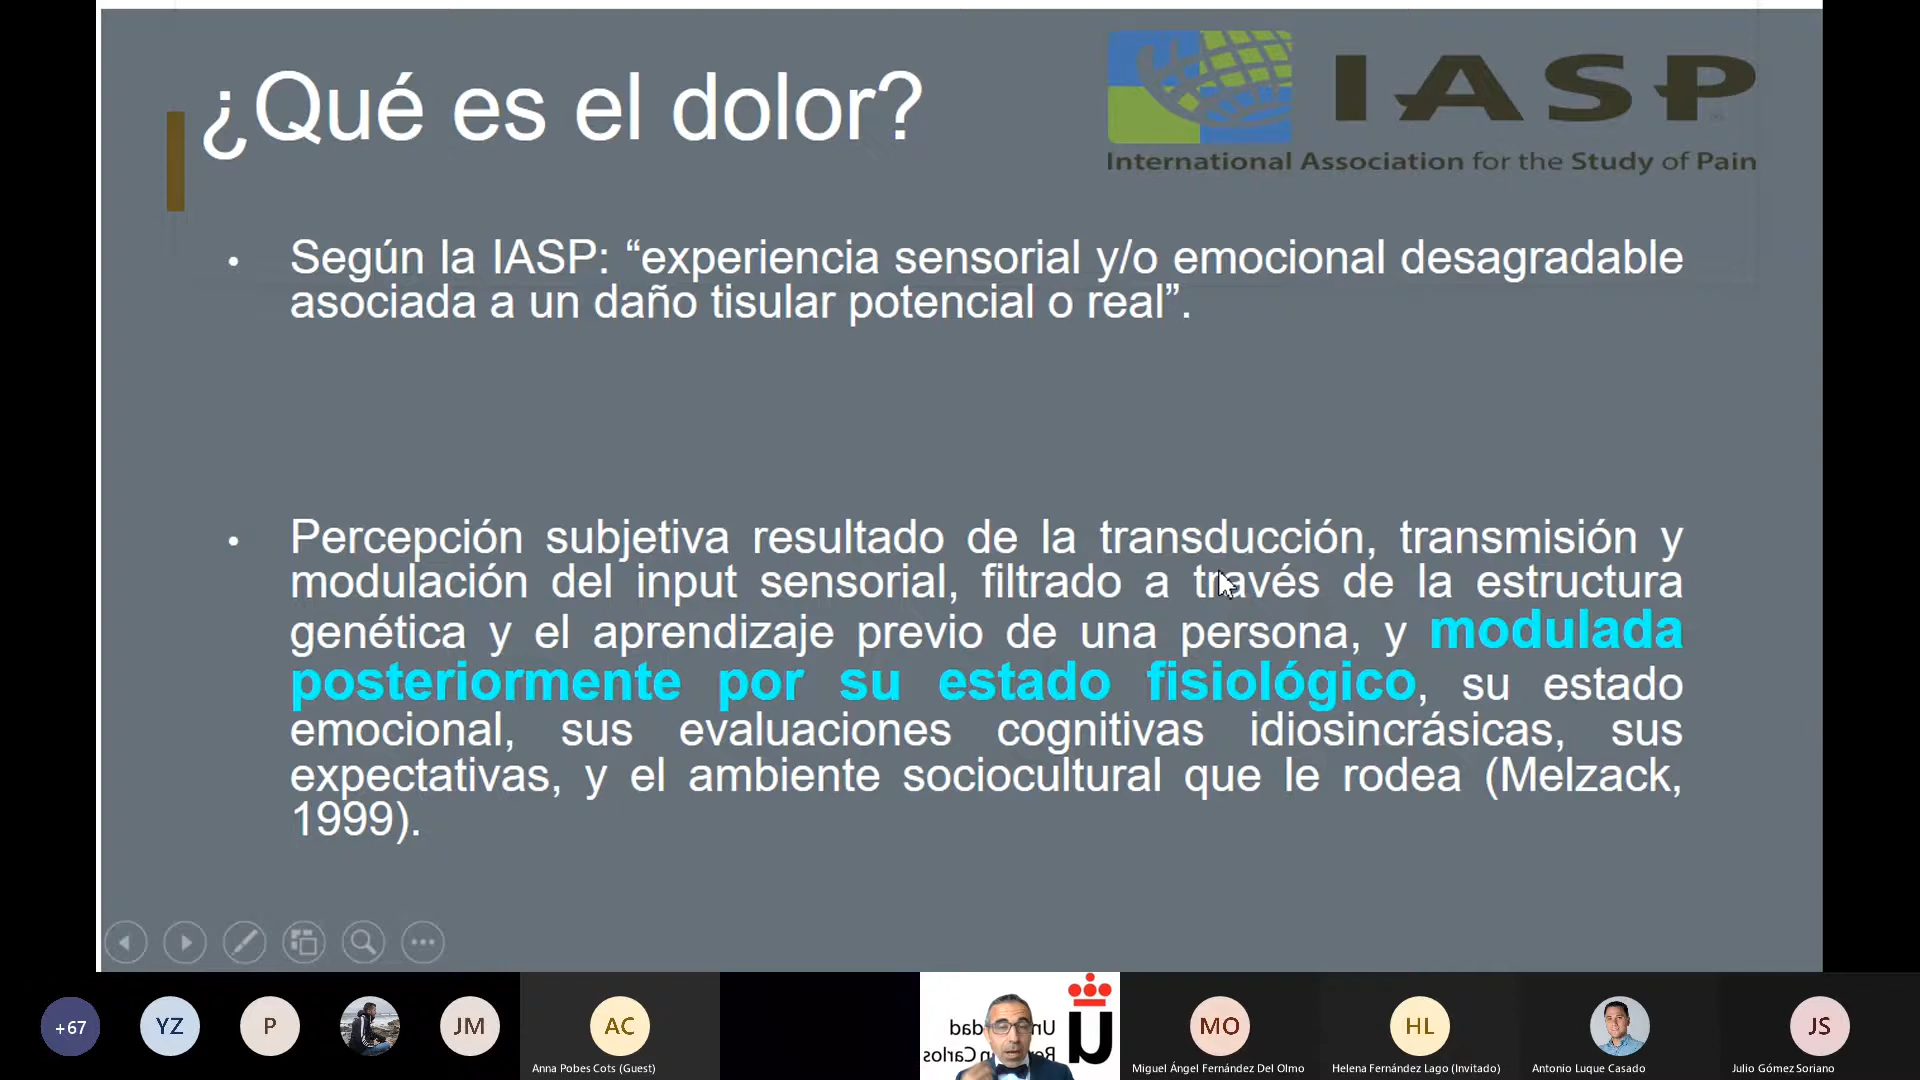 ¿Qué es el dolor?
IASP
International Association for the Study of Pain
• Según la IASP: “experiencia sensorial y/o emocional desagradable
asociada a un daño tisular potencial o real”.
• Percepción subjetiva resultado de la transducción, transmisión y
modulación del input sensorial, filtrado a través de la estructura
genética y el aprendizaje previo de una persona, y modulada
posteriormente por su estado fisiológico, su estado
emocional, sus evaluaciones cognitivas idiosincrásicas, sus
expectativas, y el ambiente sociocultural que le rodea (Melzack,
1999).
+67
YZ
P
JM
AC
Anna Pobes Cots (Guest)
u
MO
Miguel Ángel Fernández Del Olmo
HL
Helena Fernández Lago (Invitado)
Antonio Luque Casado
JS
Julio Gómez Soriano